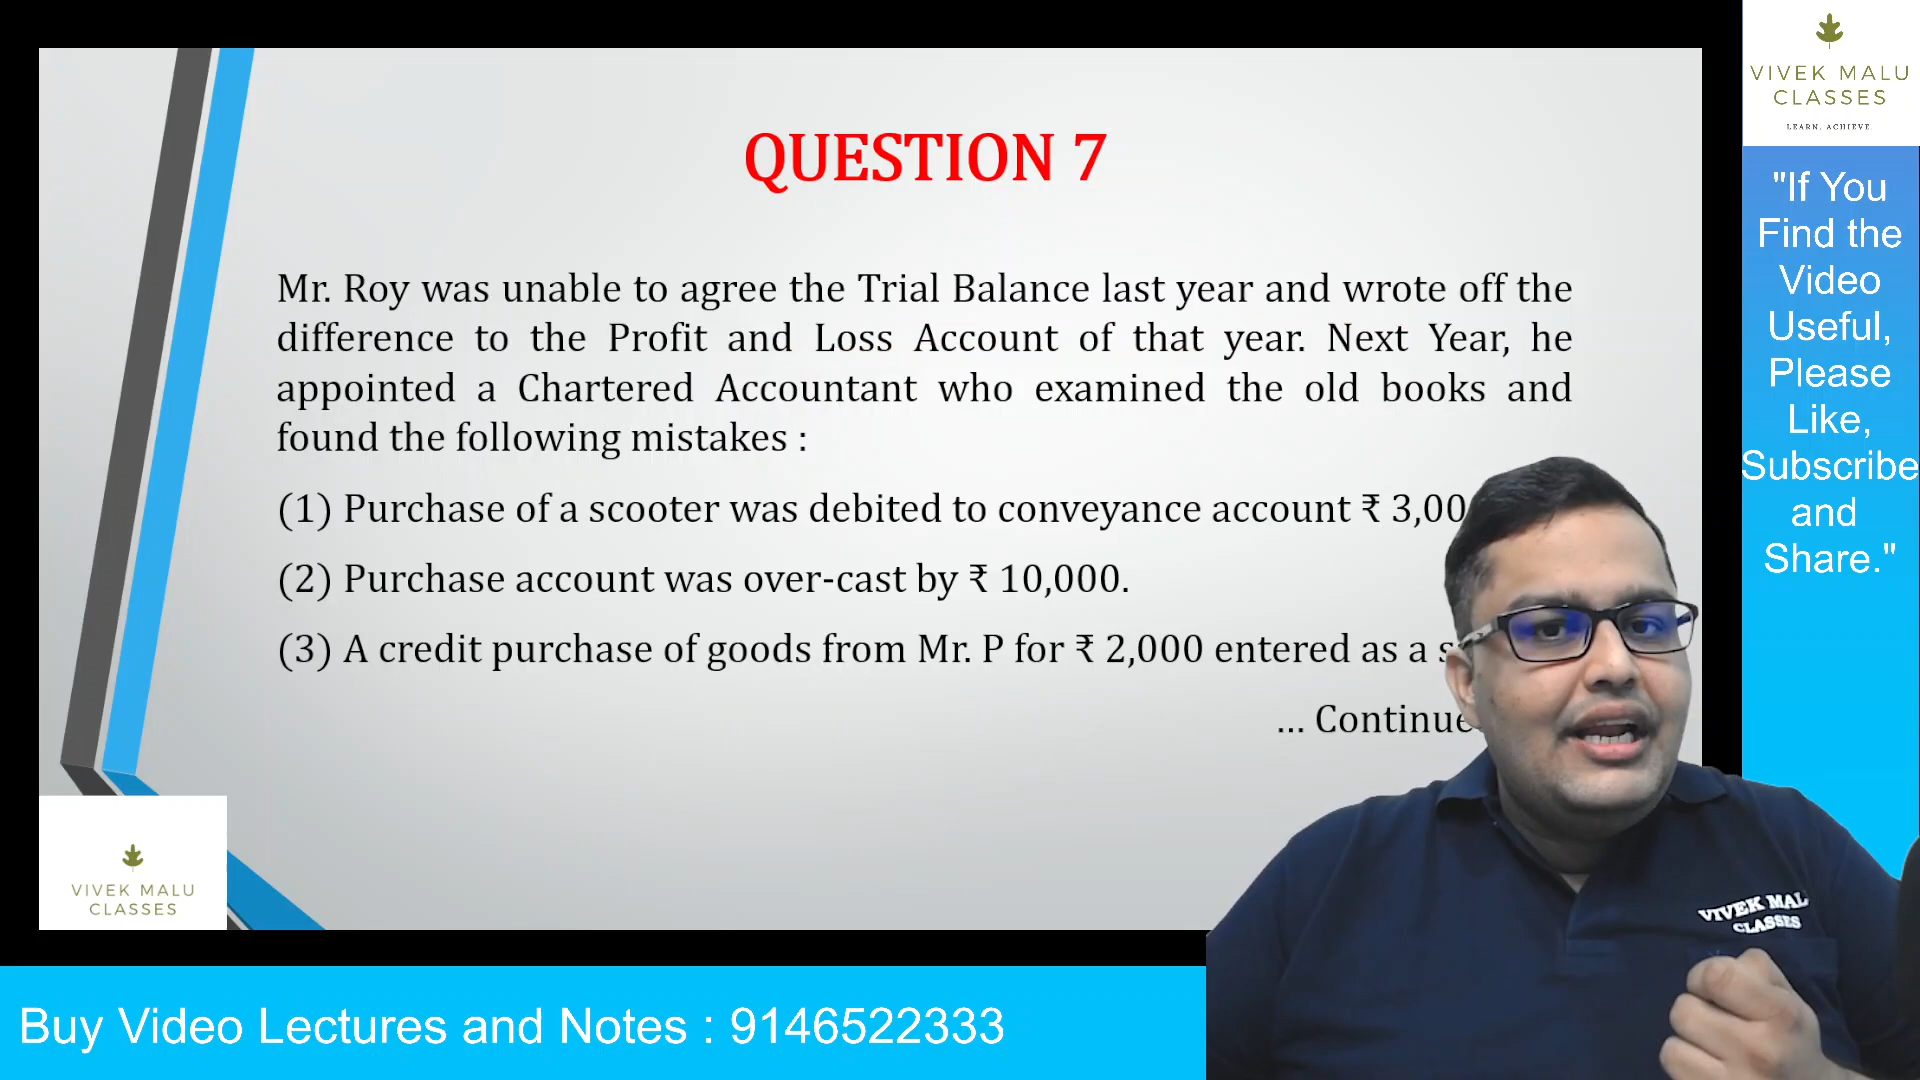 QUESTION 7
Mr. Roy was unable to agree the Trial Balance last year and wrote off the
difference to the Profit and Loss Account of that year. Next Year, he
appointed a Chartered Accountant who examined the old books and
found the following mistakes :
(1) Purchase of a scooter was debited to conveyance account ₹ 3,00
(2) Purchase account was over-cast by ₹ 10,000.
(3) A credit purchase of goods from Mr. P for ₹ 2,000 entered as a
... Continue
VIVEK MALU
CLASSES
VIVEK MALU
CLASSES
LEARN. ACHIEVE.
"If You
Find the
Video
Useful,
Please
Like,
Subscribe
and
Share."
VIVEK MAL
CLASSES
Buy Video Lectures and Notes : 9146522333